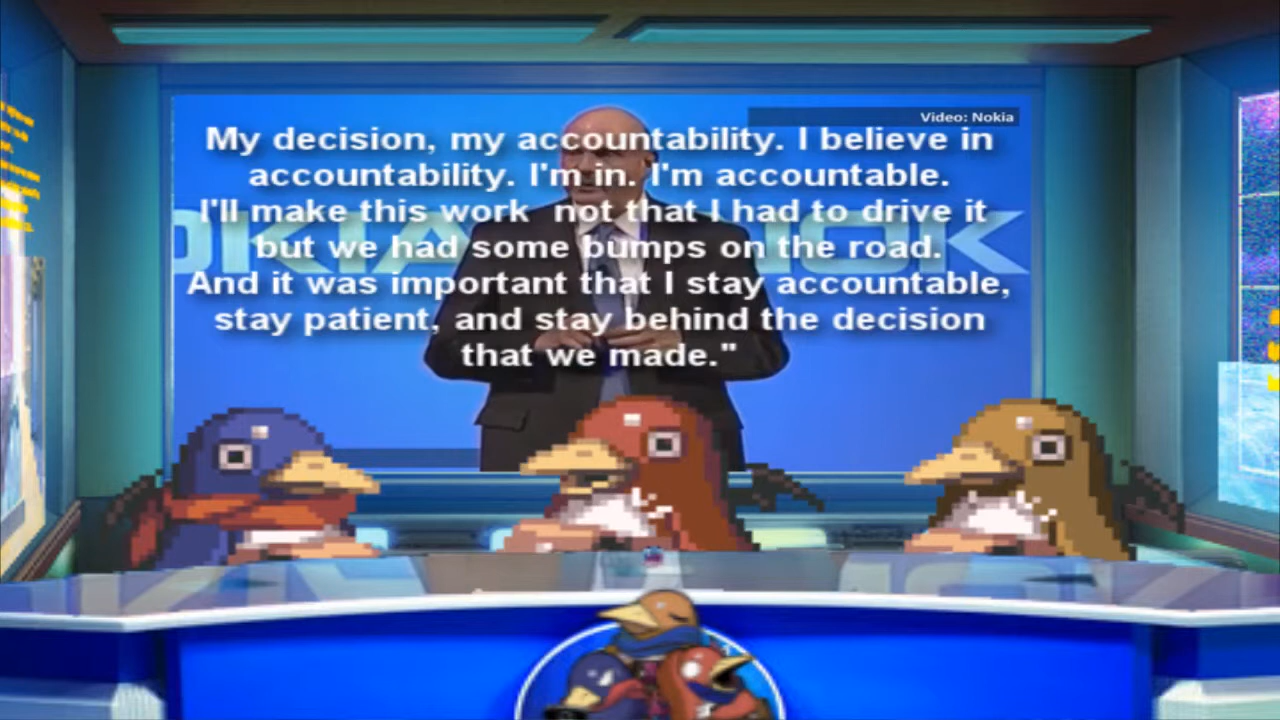 Video: Nokia
My decision, my accountability. I believe in
accountability. I'm in. I'm accountable.
I'll make this work  not that I had to drive it
but we had some bumps on the road.
And it was important that I stay accountable,
stay patient, and stay behind the decision
that we made."